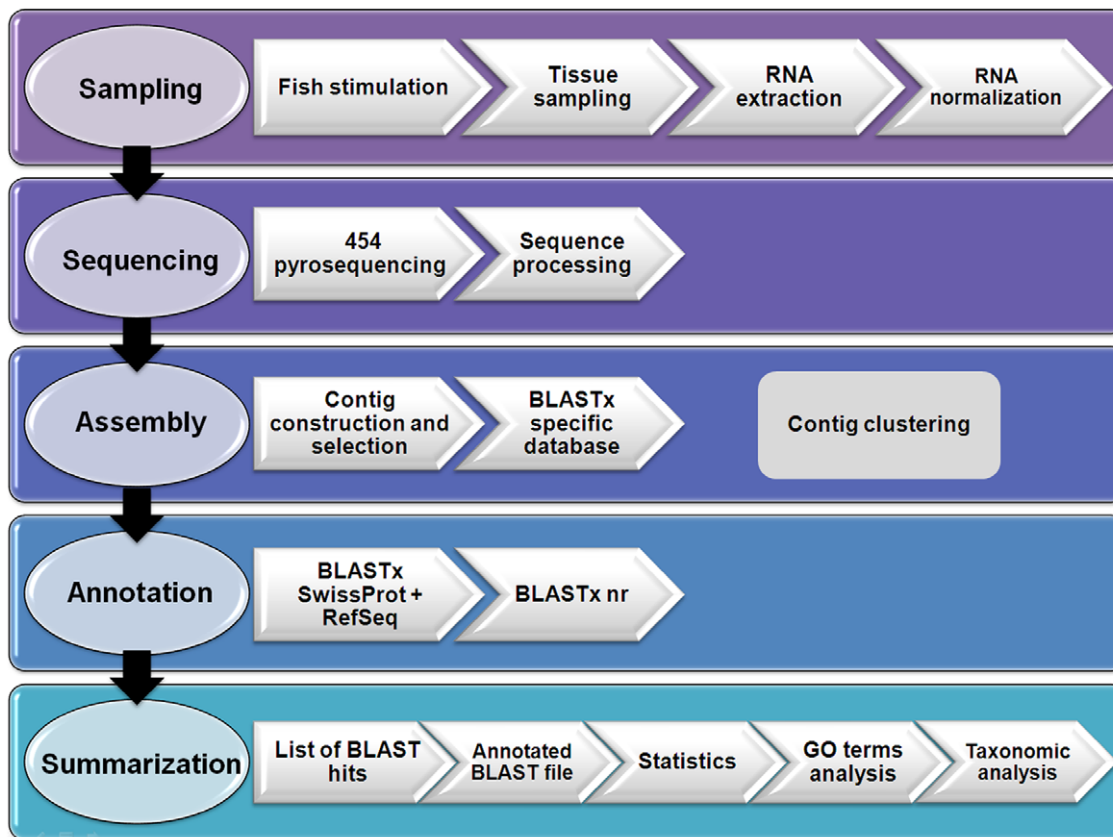 Sampling
Fish stimulation
Tissue
sampling
RNA
extraction
RNA
normalization
Sequencing
454
pyrosequencing
Sequence
processing
Assembly
Contig
construction and
selection
BLASTx
specific
database
Contig clustering
Annotation
BLASTx
SwissProt +
RefSeq
BLASTx nr
Summarization
List of BLAST
hits
Annotated
BLAST file
Statistics
GO terms
analysis
Taxonomic
analysis